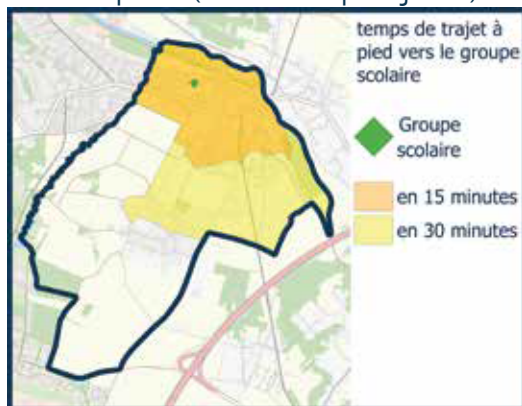 temps de trajet à
pied vers le groupe
scolaire
Groupe
scolaire
en 15 minutes
en 30 minutes